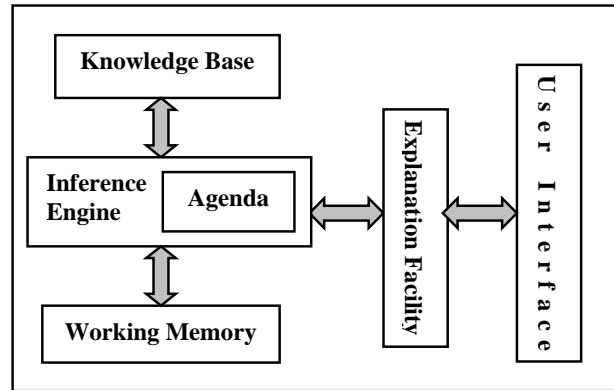 Knowledge Base
Inference
Engine
Agenda
Working Memory
Explanation Facility
User Interface